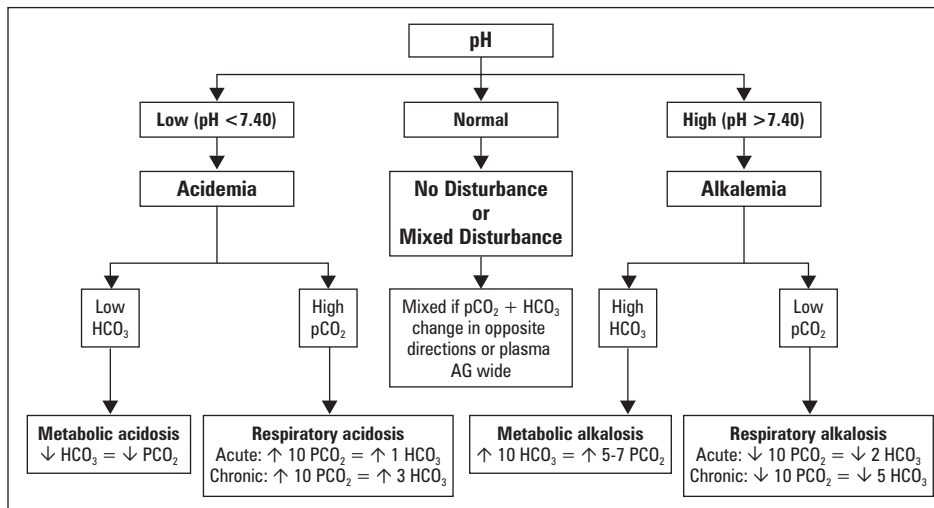 pH
Low (pH <7.40)
Normal
High (pH >7.40)
Acidemia
No Disturbance
or
Mixed Disturbance
Alkalemia
Low
HCO₃
High
pCO₂
Mixed if pCO₂ + HCO₃
change in opposite
directions or plasma
AG wide
High
HCO₃
Low
pCO₂
Metabolic acidosis
↓ HCO₃ = ↓ PCO₂
Respiratory acidosis
Acute: ↑ 10 PCO₂ = ↑ 1 HCO₃
Chronic: ↑ 10 PCO₂ = ↑ 3 HCO₃
Metabolic alkalosis
↑ 10 HCO₃ = ↑ 5-7 PCO₂
Respiratory alkalosis
Acute: ↓ 10 PCO₂ = ↓ 2 HCO₃
Chronic: ↓ 10 PCO₂ = ↓ 5 HCO₃